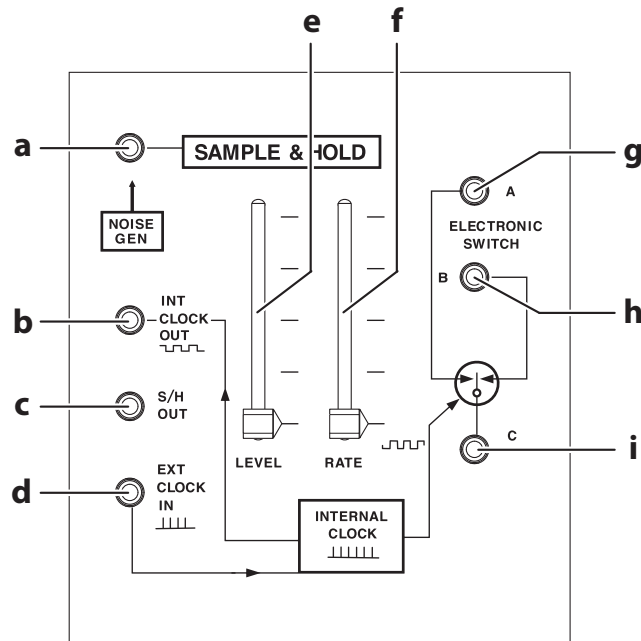 e
f
a
SAMPLE & HOLD
g
A
NOISE
GEN
ELECTRONIC
SWITCH
B
h
b
INT
CLOCK
OUT
c
S/H
OUT
C
i
LEVEL
RATE
d
EXT
CLOCK
IN
INTERNAL
CLOCK